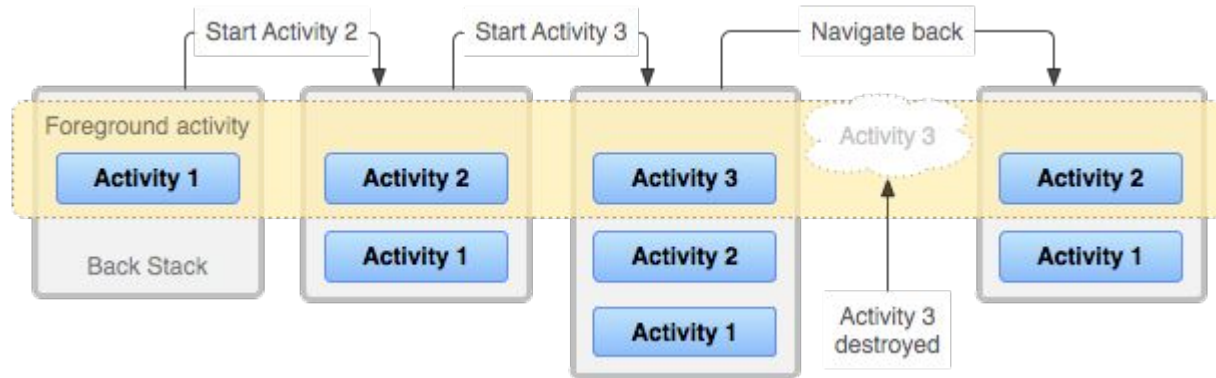 Start Activity 2
Start Activity 3
Navigate back
Foreground activity
Activity 1
Back Stack
Activity 2
Activity 1
Activity 3
Activity 2
Activity 1
Activity 3
Activity 3
destroyed
Activity 2
Activity 1